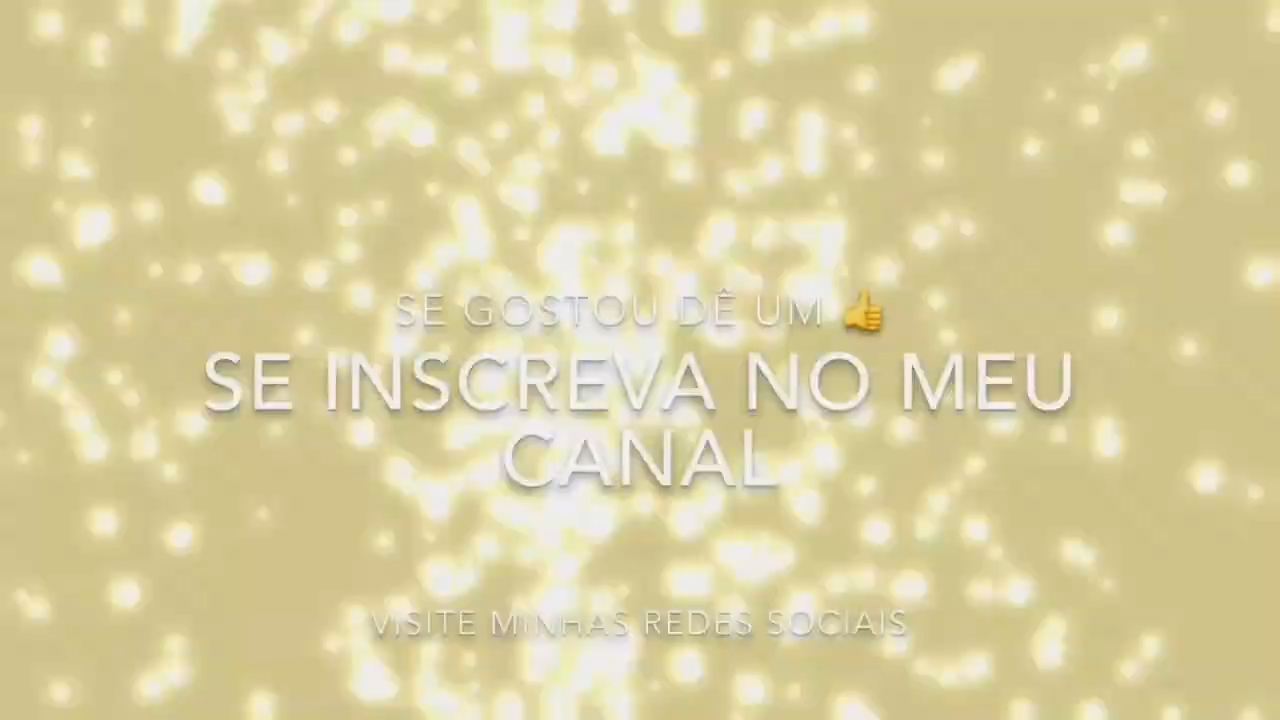 SE GOSTOU DÊ UM 👍
SE INSCREVA NO MEU
CANAL
VISITE MINHAS REDES SOCIAIS